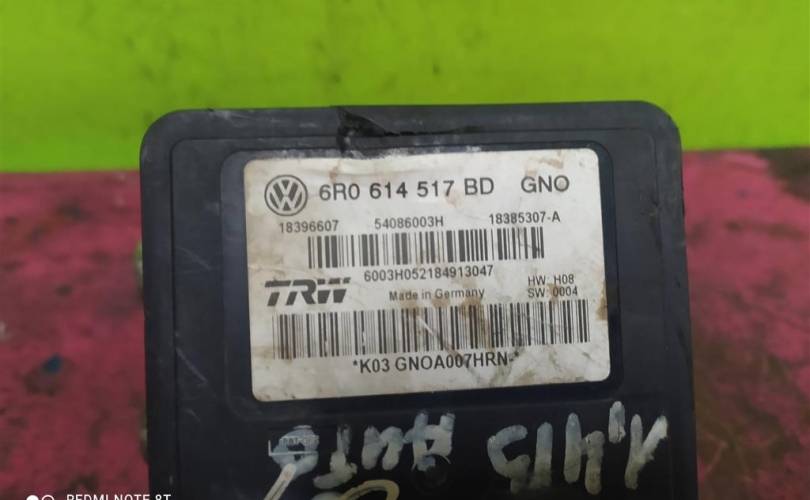 6R0 614 517 BD GNO
18396607 54086003H 18385307-A
6003H052184913047
TRW Made in Germany HW: H08
SW: 0004
*K03 GNOA007HRN-*
REDMI NOTE 8T